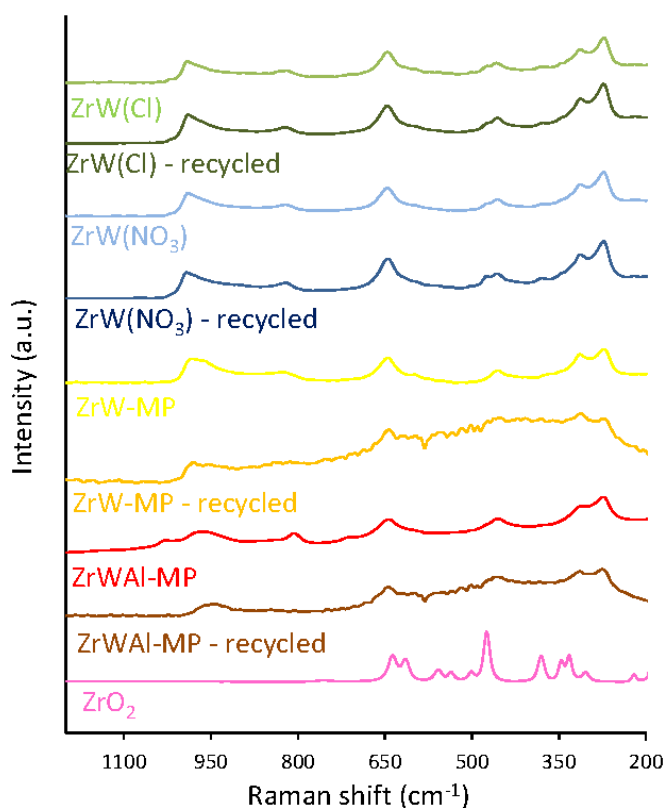 ZrW(Cl)
ZrW(Cl) - recycled
ZrW(NO₃)
ZrW(NO₃) - recycled
ZrW-MP
ZrW-MP - recycled
ZrWAl-MP
ZrWAl-MP - recycled
ZrO₂
Intensity (a.u.)
1100 950 800 650 500 350 200
Raman shift (cm⁻¹)